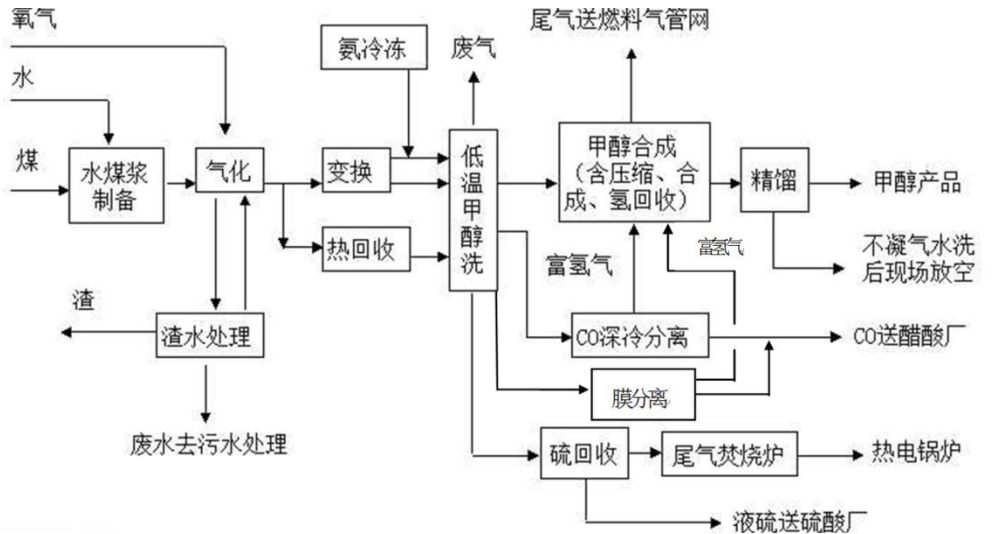 氧气
尾气送燃料气管网
氨冷冻
废气
水
煤
水煤浆
制备
气化
变换
低
温
甲
醇
洗
甲醇合成
(含压缩、合
成、氢回收)
精馏
甲醇产品
热回收
富氢气
富氢气
不凝气水洗
后现场放空
渣
渣水处理
CO深冷分离
CO送醋酸厂
膜分离
废水去污水处理
硫回收
尾气焚烧炉
热电锅炉
液硫送硫酸厂